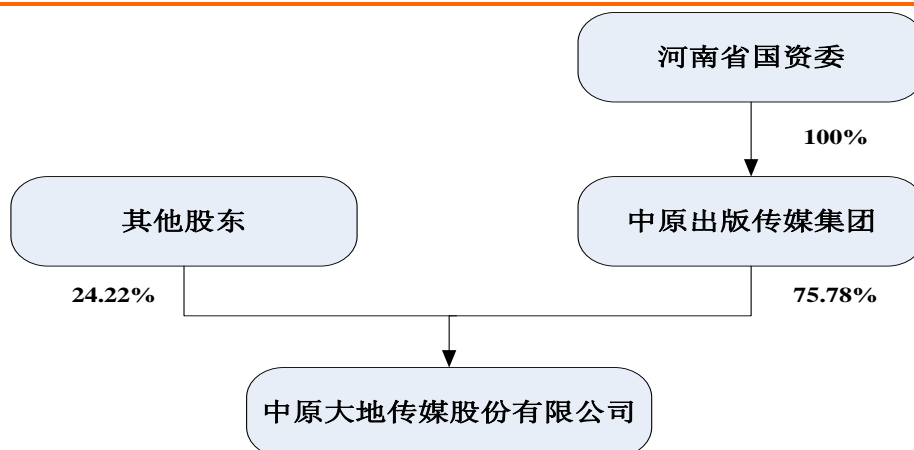 河南省国资委
100%
其他股东
中原出版传媒集团
24.22%
75.78%
中原大地传媒股份有限公司